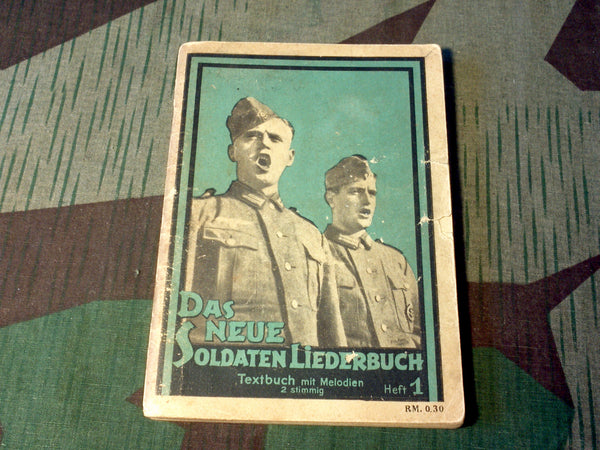 DAS
NEUE
SOLDATEN LIEDERBUCH
Textbuch mit Melodien
2 stimmig
Heft 1
RM. 0.30